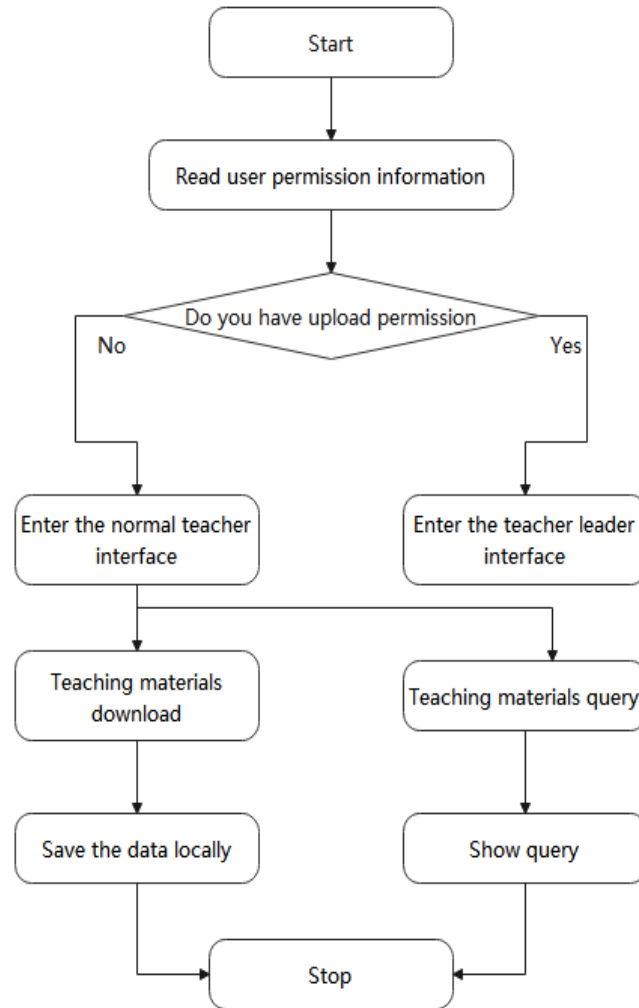 Start
Read user permission information
Do you have upload permission
No
Yes
Enter the normal teacher
interface
Enter the teacher leader
interface
Teaching materials
download
Teaching materials query
Save the data locally
Show query
Stop